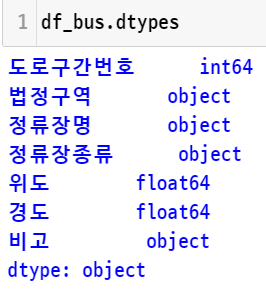 1 df_bus.dtypes
도로구간번호 int64
법정구역 object
정류장명 object
정류장종류 object
위도 float64
경도 float64
비고 object
dtype: object